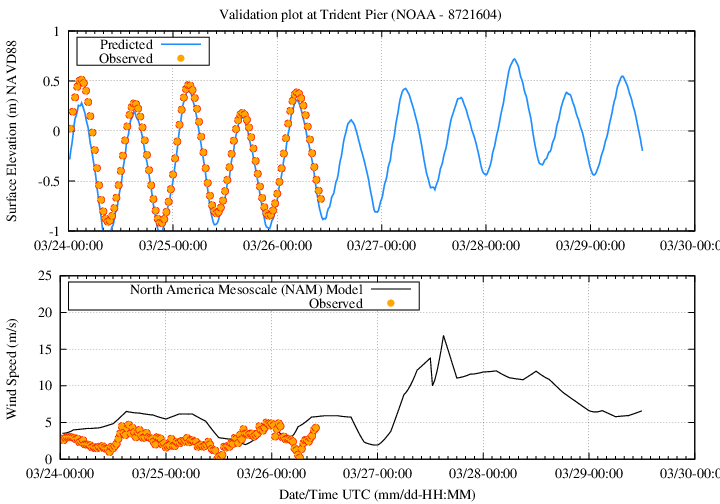 Validation plot at Trident Pier (NOAA - 8721604)
Surface Elevation (m) NAVD88
1
0.5
0
-0.5
-1
Predicted
Observed
03/24-00:00 03/25-00:00 03/26-00:00 03/27-00:00 03/28-00:00 03/29-00:00 03/30-00:0
Wind Speed (m/s)
25
20
15
10
5
0
North America Mesoscale (NAM) Model
Observed
03/24-00:00 03/25-00:00 03/26-00:00 03/27-00:00 03/28-00:00 03/29-00:00 03/30-00:0
Date/Time UTC (mm/dd-HH:MM)